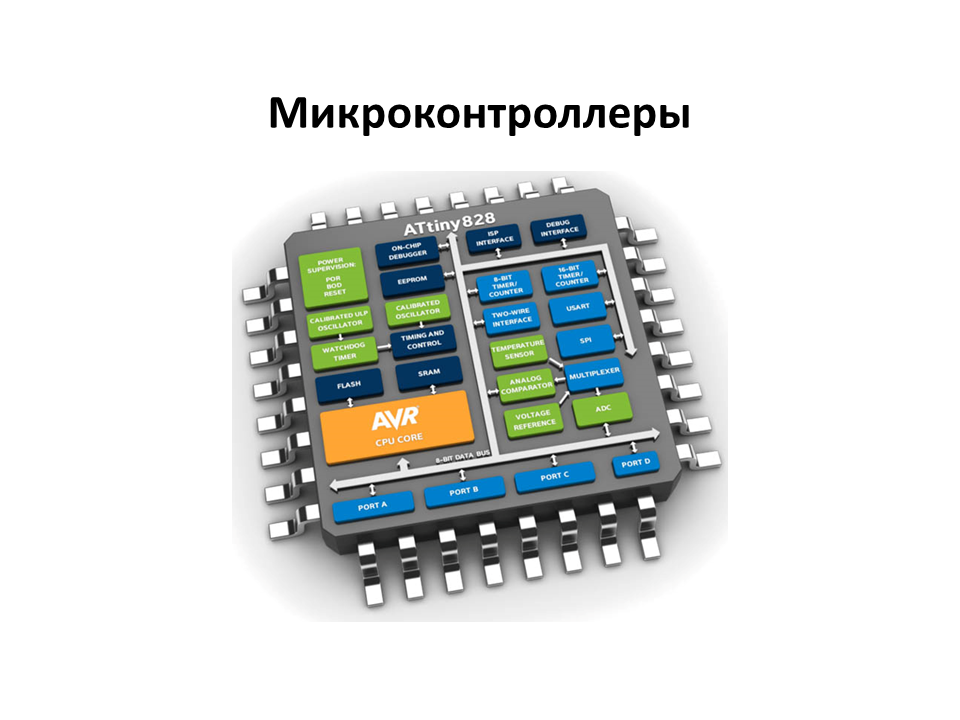 Микроконтроллеры
ATtiny828
POWER
SUPERVISION:
POR
BOD
RESET
ON-CHIP
DEBUGGER
ISP
INTERFACE
DEBUG
INTERFACE
EEPROM
8-BIT
TIMER/
COUNTER
16-BIT
TIMER/
COUNTER
CALIBRATED ULP
OSCILLATOR
CALIBRATED
OSCILLATOR
TWO-WIRE
INTERFACE
USART
WATCHDOG
TIMER
TIMING AND
CONTROL
TEMPERATURE
SENSOR
SPI
FLASH
SRAM
ANALOG
COMPARATOR
MULTIPLEXER
AVR
CPU CORE
VOLTAGE
REFERENCE
ADC
8-BIT DATA BUS
PORT A
PORT B
PORT C
PORT D